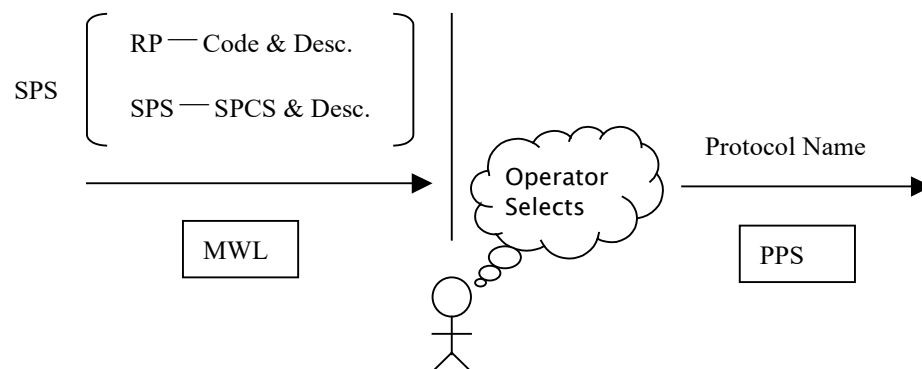 RP — Code & Desc.
SPS
SPS — SPCS & Desc.
Protocol Name
Operator
Selects
MWL
PPS